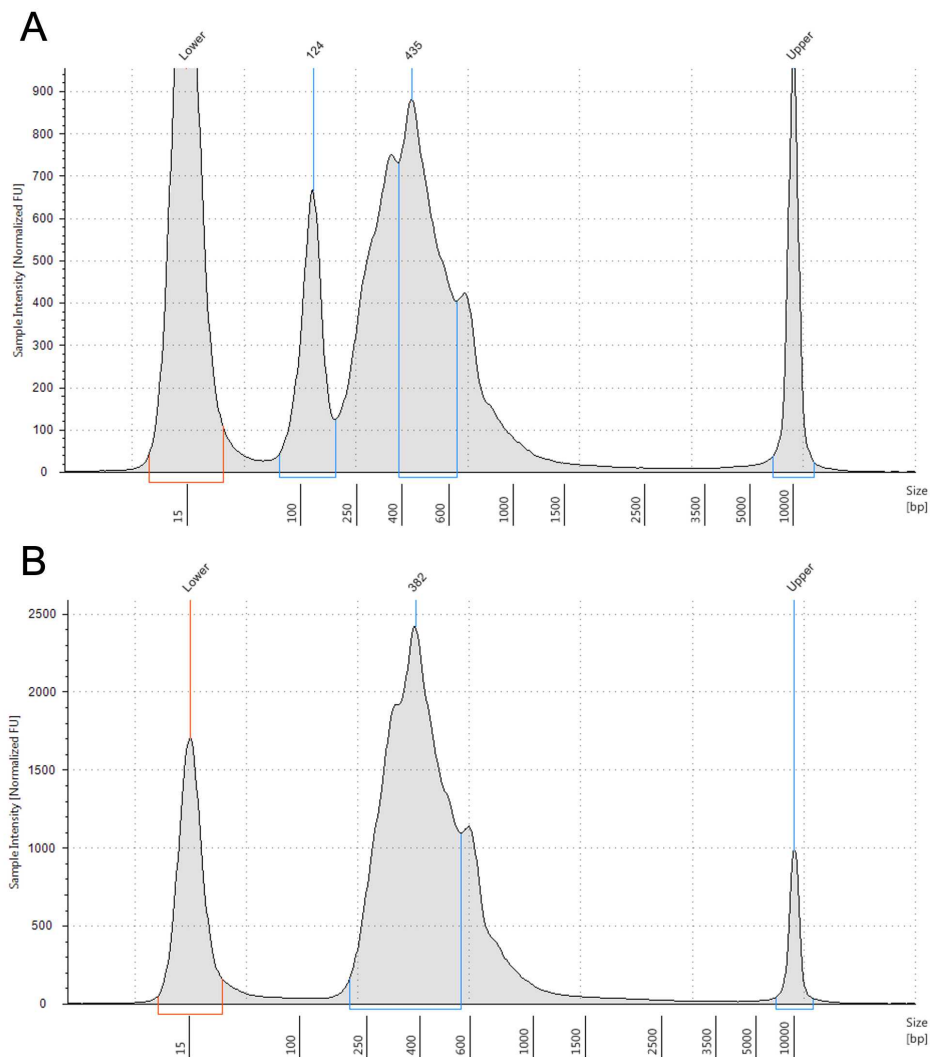 A
Lower 124 435 Upper
Sample Intensity [Normalized FU]
900
800
700
600
500
400
300
200
100
0
15 100 250 400 600 1000 1500 2500 3500 5000 10000
Size
[bp]
B
Lower 382 Upper
Sample Intensity [Normalized FU]
2500
2000
1500
1000
500
0
15 100 250 400 600 1000 1500 2500 3500 5000 10000
Size
[bp]